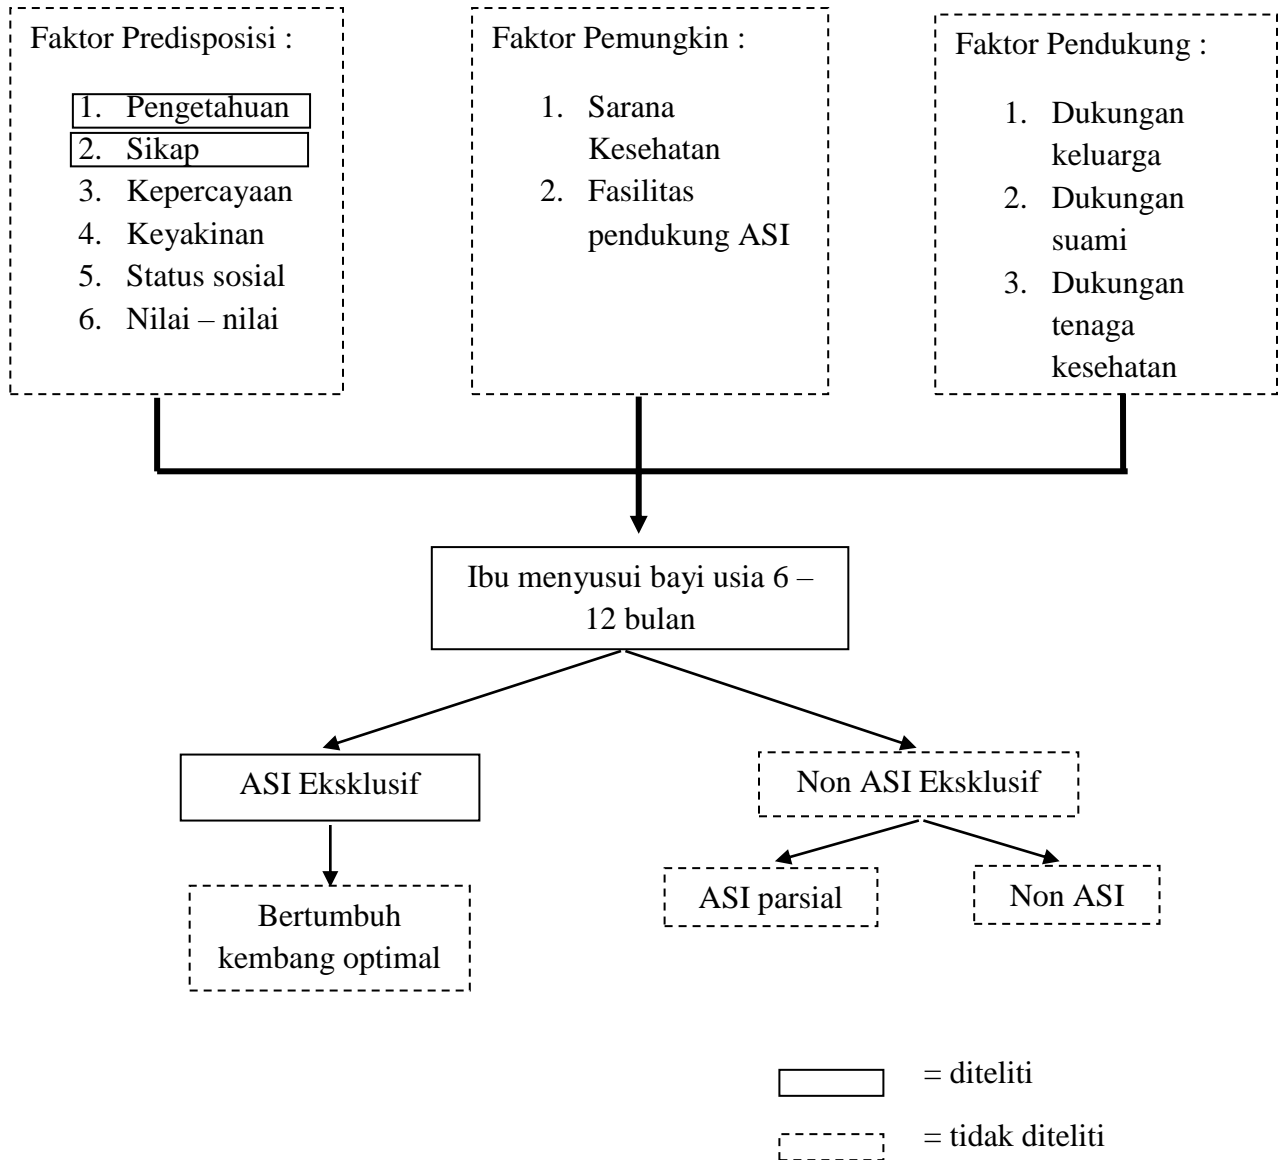 Faktor Predisposisi :
1. Pengetahuan
2. Sikap
3. Kepercayaan
4. Keyakinan
5. Status sosial
6. Nilai – nilai
Faktor Pemungkin :
1. Sarana
Kesehatan
2. Fasilitas
pendukung ASI
Faktor Pendukung :
1. Dukungan
keluarga
2. Dukungan
suami
3. Dukungan
tenaga
kesehatan
Ibu menyusui bayi usia 6 –
12 bulan
ASI Eksklusif
Non ASI Eksklusif
Bertumbuh
kembang optimal
ASI parsial
Non ASI
= diteliti
= tidak diteliti